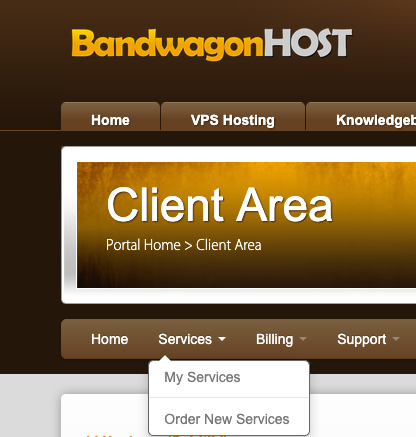 BandwagonHOST
Home VPS Hosting
Client Area
Portal Home > Client Area
Home Services Billing Support
My Services
Order New Services